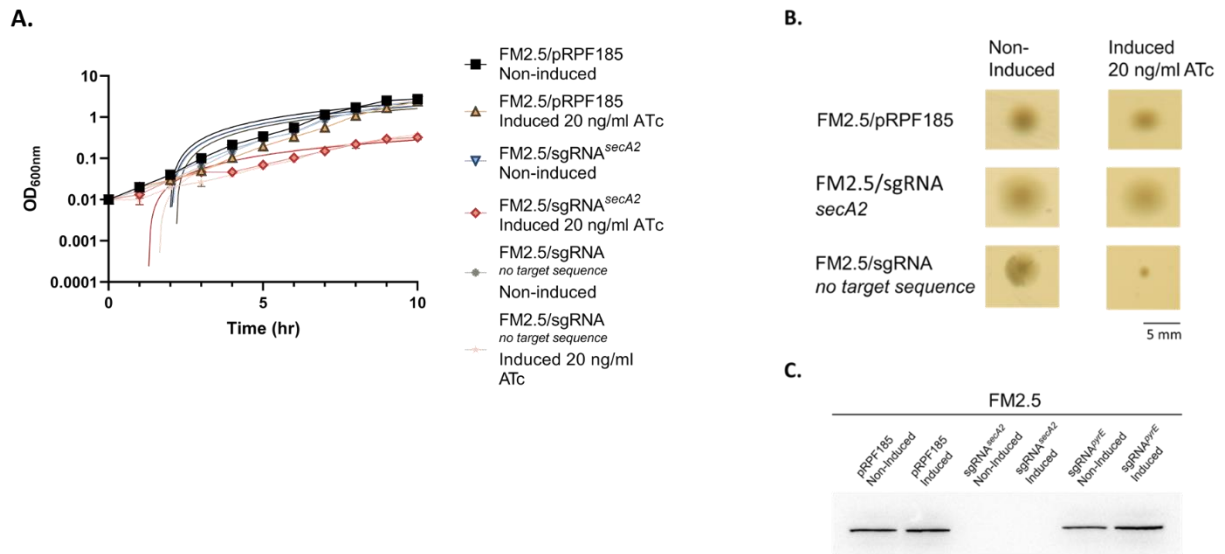 A.
OD600nm
10
1
0.1
0.01
0.001
0.0001
0
5
10
Time (hr)
FM2.5/pRPF185
Non-induced
FM2.5/pRPF185
Induced 20 ng/ml ATc
FM2.5/sgRNAsecA2
Non-induced
FM2.5/sgRNAsecA2
Induced 20 ng/ml ATc
FM2.5/sgRNA
no target sequence
Non-induced
FM2.5/sgRNA
no target sequence
Induced 20 ng/ml
ATc
B.
Non-
Induced
Induced
20 ng/ml ATc
FM2.5/pRPF185
FM2.5/sgRNA
secA2
FM2.5/sgRNA
no target sequence
5 mm
C.
FM2.5
pRPF185
Non-Induced
pRPF185
Induced
sgRNAsecA2
Non-Induced
sgRNAsecA2
Induced
sgRNApyrE
Non-Induced
sgRNApyrE
Induced